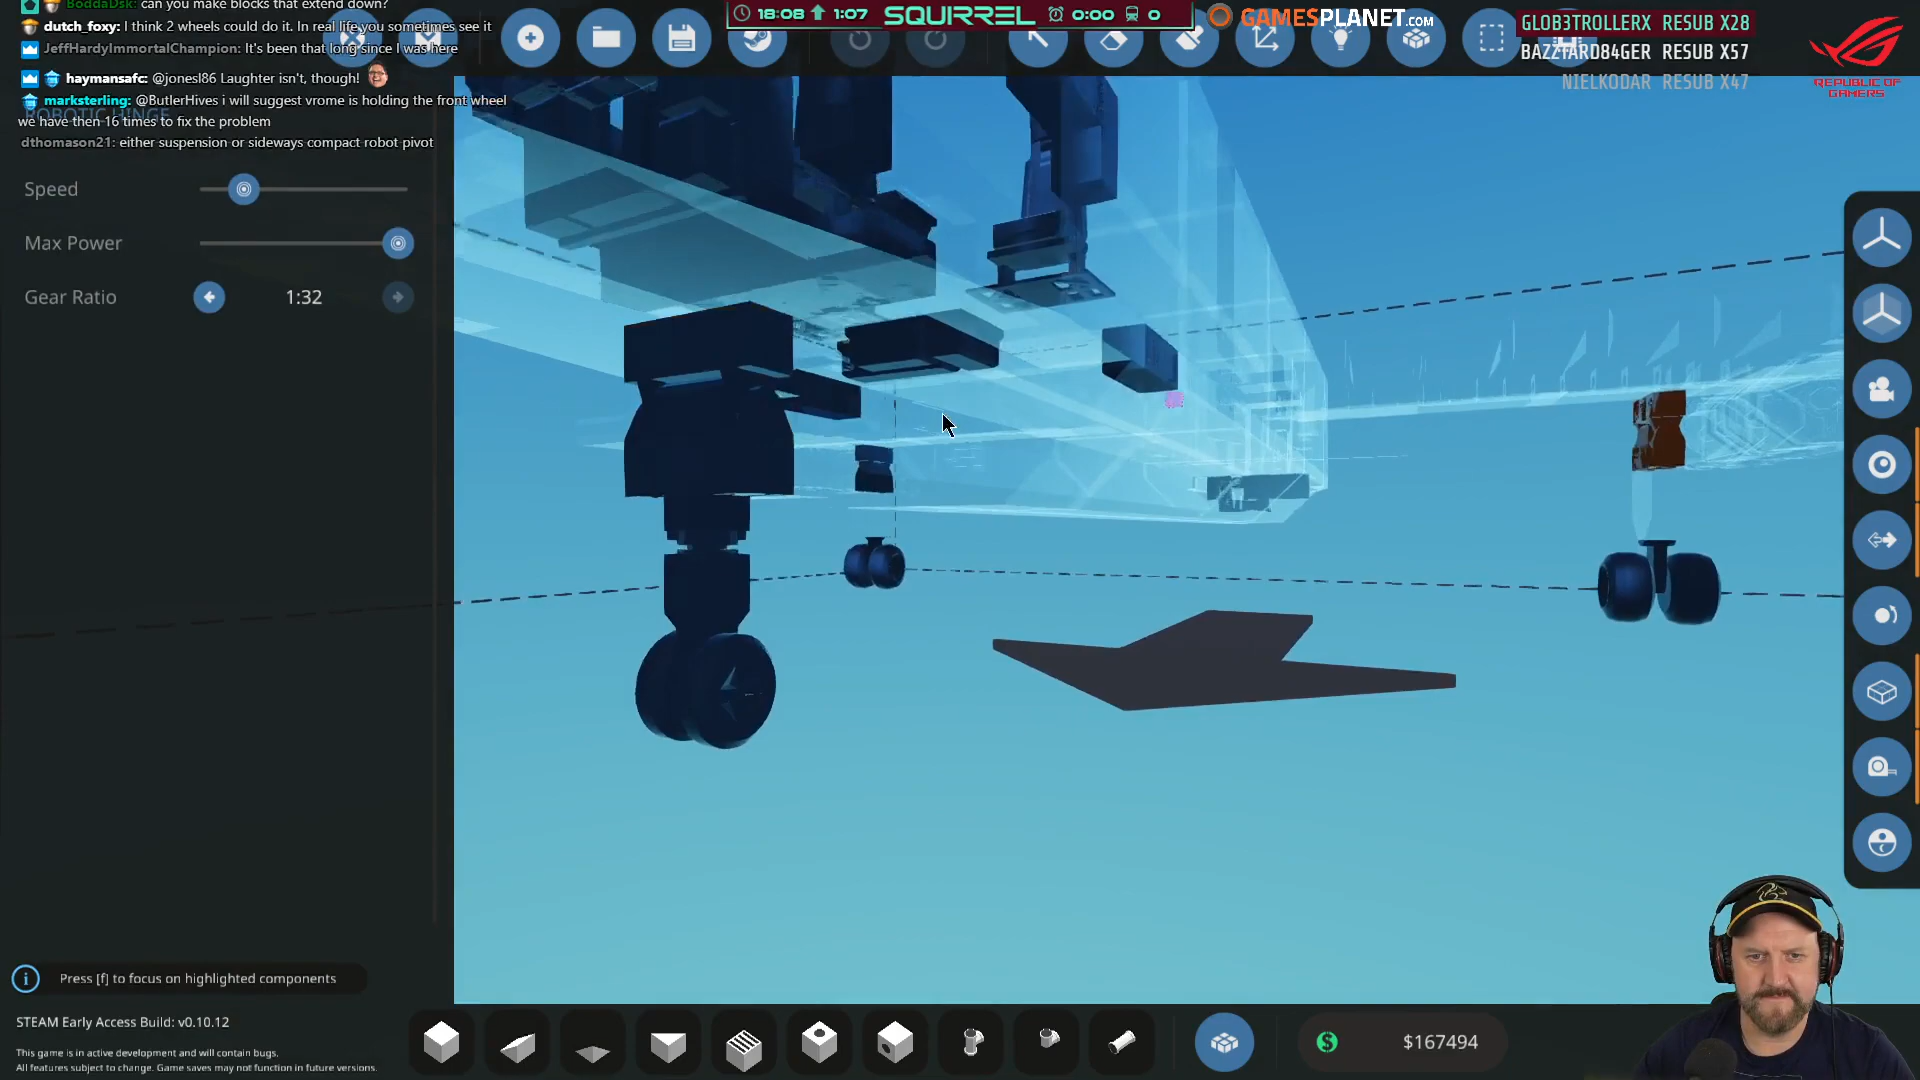 BoddaDsk: can you make blocks that extend down?
dutch_foxy: I think 2 wheels could do it. In real life you sometimes see it
JeffHardyImmortalChampion: It's been that long since I was here
haymansafc: @jonesl86 Laughter isn't, though!
marksterling: @ButlerHives i will suggest vrome is holding the front wheel
we have then 16 times to fix the problem
dthomason21: either suspension or sideways compact robot pivot
ROBOTIC HINGE
Speed
Max Power
Gear Ratio 1:32
18:08 1:07 SQUIRREL 0:00 0
GAMESPLANET.COM
GLOB3TROLLERX RESUB X28
BAZZTARD84GER RESUB X57
NIELKODAR RESUB X47
REPUBLIC OF
GAMERS
Press [f] to focus on highlighted components
STEAM Early Access Build: v0.10.12
This game is in active development and will contain bugs.
All features subject to change. Game saves may not function in future versions.
$167494